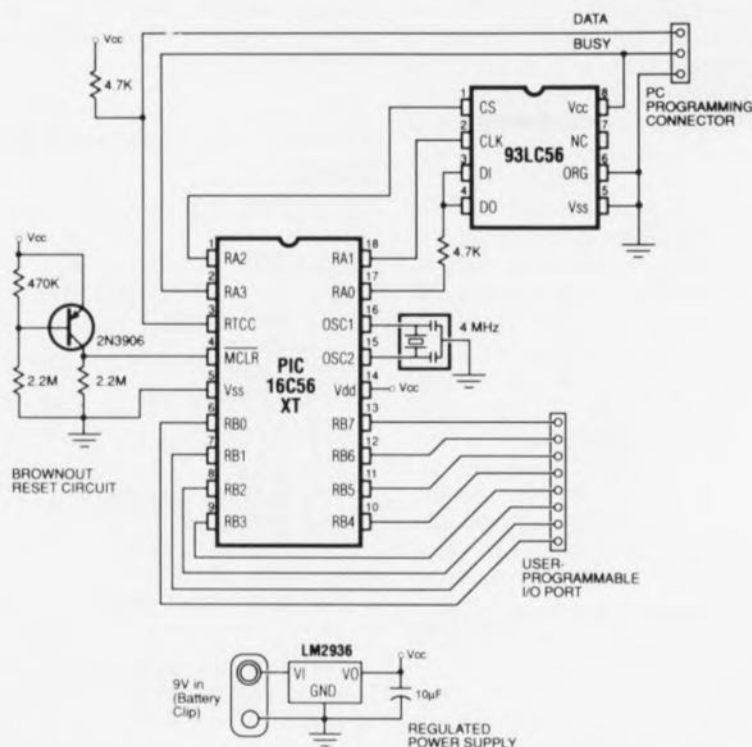 DATA
Vcc
BUSY
4.7K
PC
PROGRAMMING
CONNECTOR
1 CS Vcc 8
2 CLK NC 7
93LC56
3 DI ORG 6
4 DO Vss 5
4.7K
Vcc
470K
2N3906
2.2M
2.2M
BROWNOUT
RESET CIRCUIT
1 RA2 RA1 18
2 RA3 RA0 17
3 RTCC OSC1 16
4 MCLR OSC2 15
5 Vss Vdd 14
6 RB0 RB7 13
7 RB1 RB6 12
8 RB2 RB5 11
9 RB3 RB4 10
PIC
16C56
XT
4 MHz
Vcc
USER-
PROGRAMMABLE
I/O PORT
LM2936
Vcc
9V in
(Battery
Clip)
VI VO
GND
10µF
REGULATED
POWER SUPPLY